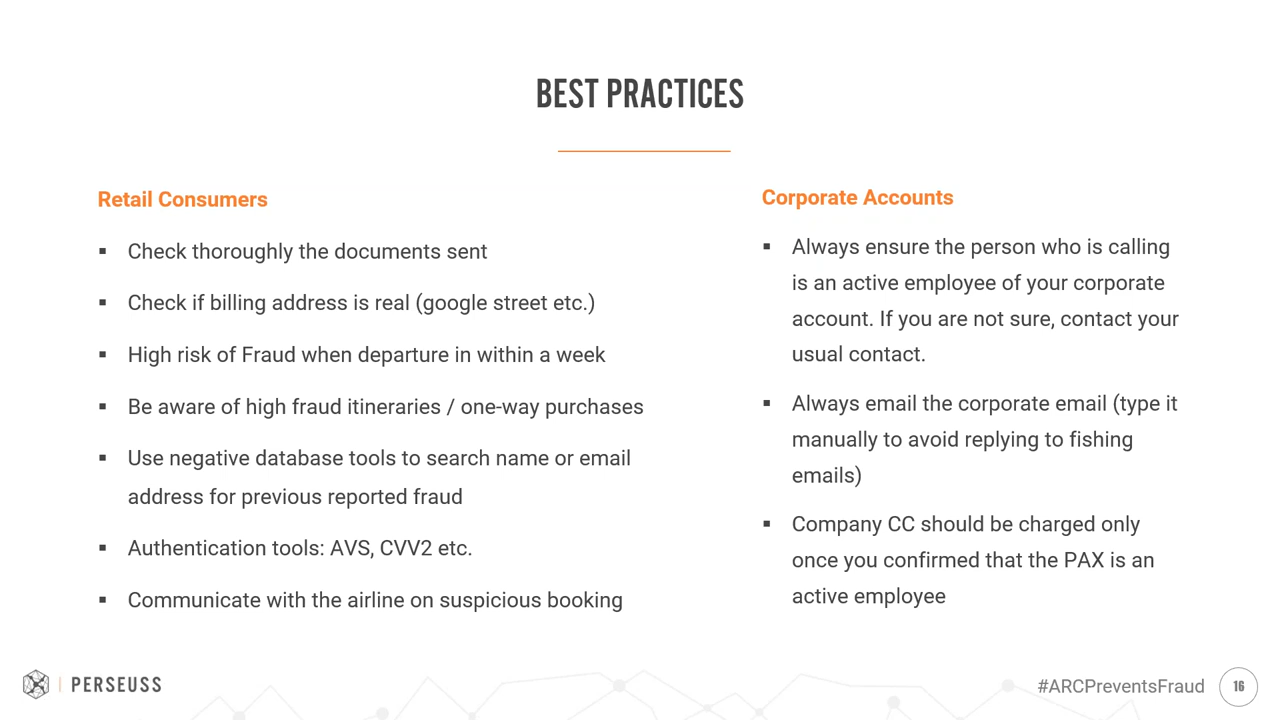 BEST PRACTICES
Retail Consumers
▪ Check thoroughly the documents sent
▪ Check if billing address is real (google street etc.)
▪ High risk of Fraud when departure in within a week
▪ Be aware of high fraud itineraries / one-way purchases
▪ Use negative database tools to search name or email
address for previous reported fraud
▪ Authentication tools: AVS, CVV2 etc.
▪ Communicate with the airline on suspicious booking
Corporate Accounts
▪ Always ensure the person who is calling
is an active employee of your corporate
account. If you are not sure, contact your
usual contact.
▪ Always email the corporate email (type it
manually to avoid replying to fishing
emails)
▪ Company CC should be charged only
once you confirmed that the PAX is an
active employee
PERSEUSS
#ARCPreventsFraud
16